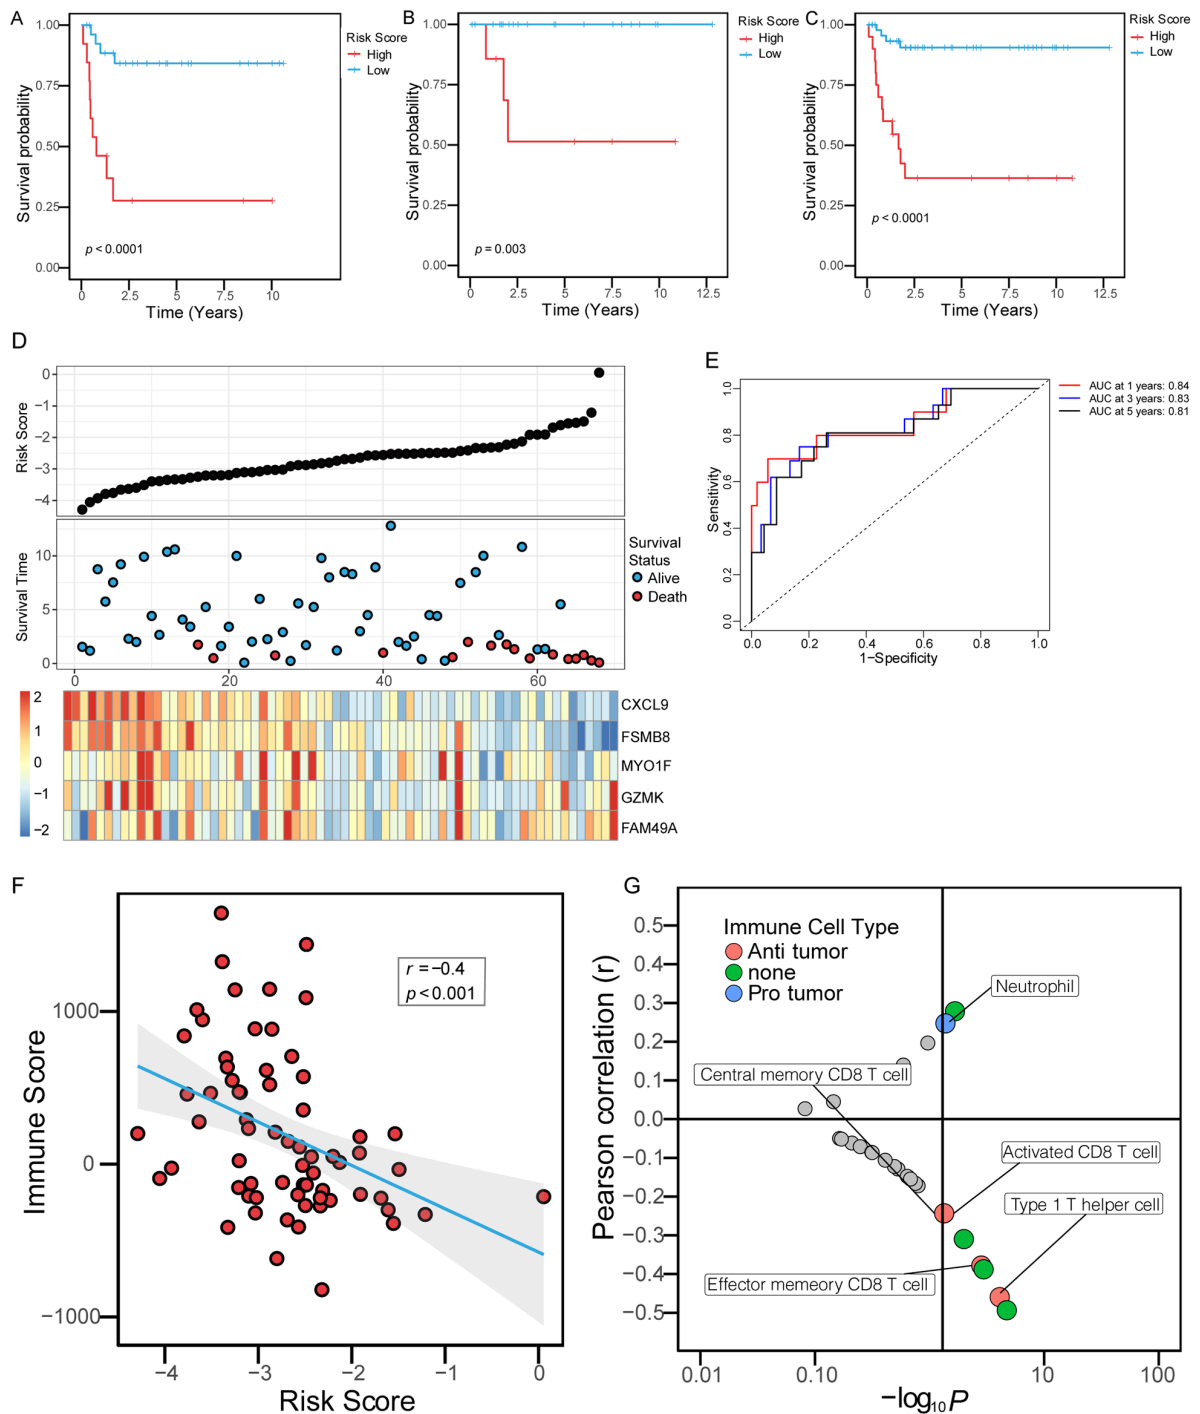 A
Survival probability
1.00
0.75
0.50
0.25
0.00
0
2.5
5
7.5
10
Time (Years)
p < 0.0001
Risk Score
High
Low
B
Survival probability
1.00
0.75
0.50
0.25
0.00
0
2.5
5
7.5
10
12.5
Time (Years)
p = 0.003
Risk Score
High
Low
C
Survival probability
1.00
0.75
0.50
0.25
0.00
0
2.5
5
7.5
10
12.5
Time (Years)
p < 0.0001
Risk Score
High
Low
D
Risk Score
0
−1
−2
−3
−4
Survival Time
10
5
0
0
20
40
60
Survival
Status
Alive
Death
2
1
0
−1
−2
CXCL9
FSMB8
MYO1F
GZMK
FAM49A
E
Sensitivity
1.0
0.8
0.6
0.4
0.2
0.0
0.0
0.2
0.4
0.6
0.8
1.0
1−Specificity
AUC at 1 years: 0.84
AUC at 3 years: 0.83
AUC at 5 years: 0.81
F
Immune Score
1000
0
−1000
−4
−3
−2
−1
0
Risk Score
r = −0.4
p < 0.001
G
Pearson correlation (r)
0.5
0.4
0.3
0.2
0.1
0.0
−0.1
−0.2
−0.3
−0.4
−0.5
0.01
0.10
10
100
−log10 P
Immune Cell Type
Anti tumor
none
Pro tumor
Neutrophil
Central memory CD8 T cell
Activated CD8 T cell
Type 1 T helper cell
Effector memeory CD8 T cell